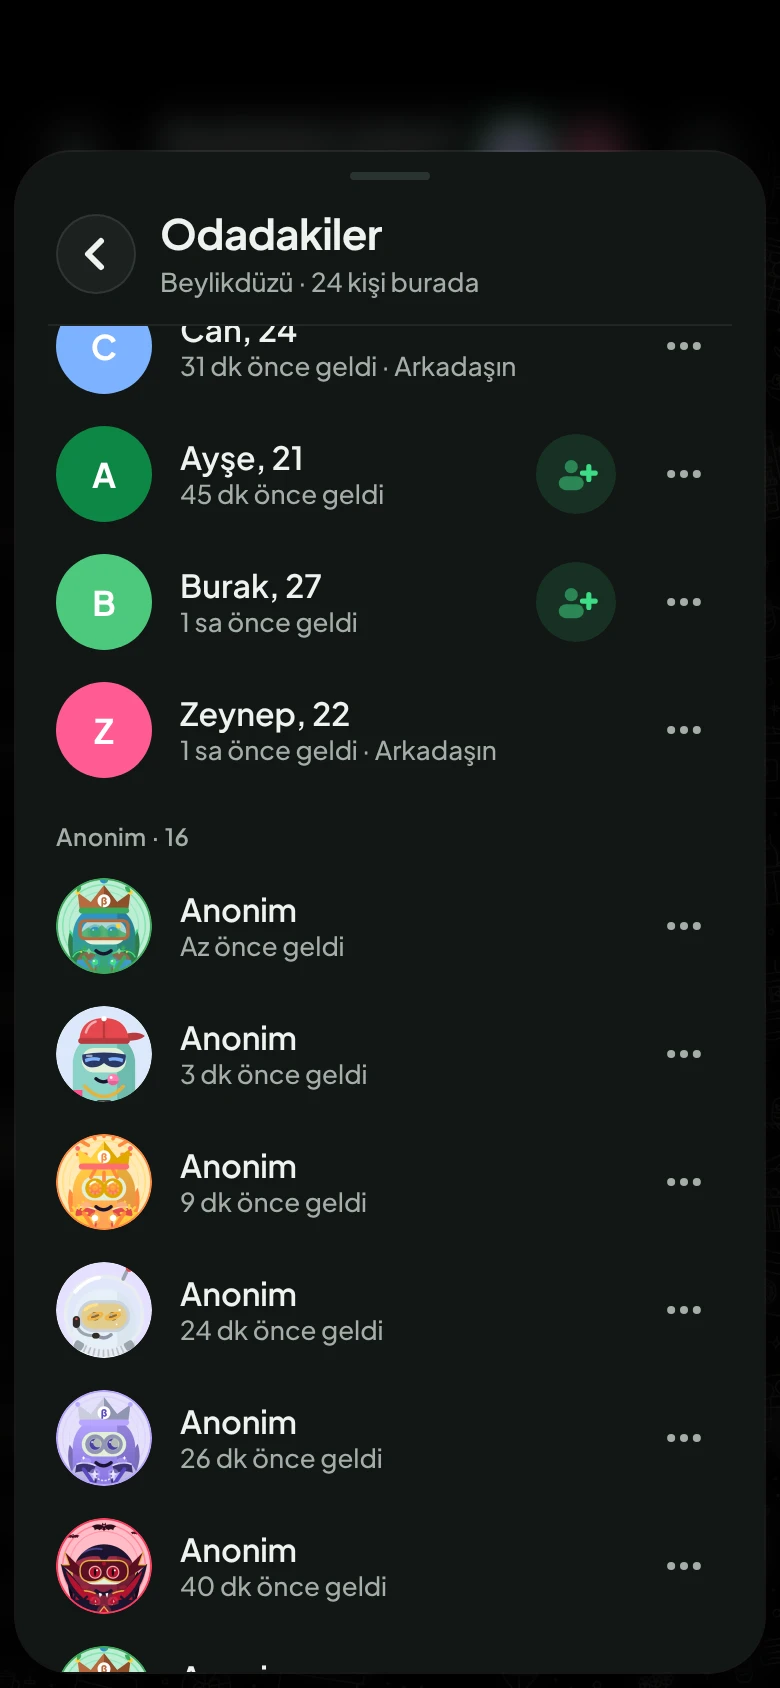 Odadakiler
Beylikdüzü · 24 kişi burada
C
Can, 24
31 dk önce geldi · Arkadaşın
A
Ayşe, 21
45 dk önce geldi
B
Burak, 27
1 sa önce geldi
Z
Zeynep, 22
1 sa önce geldi · Arkadaşın
Anonim · 16
β
Anonim
Az önce geldi
Anonim
3 dk önce geldi
β
Anonim
9 dk önce geldi
Anonim
24 dk önce geldi
β
Anonim
26 dk önce geldi
Anonim
40 dk önce geldi